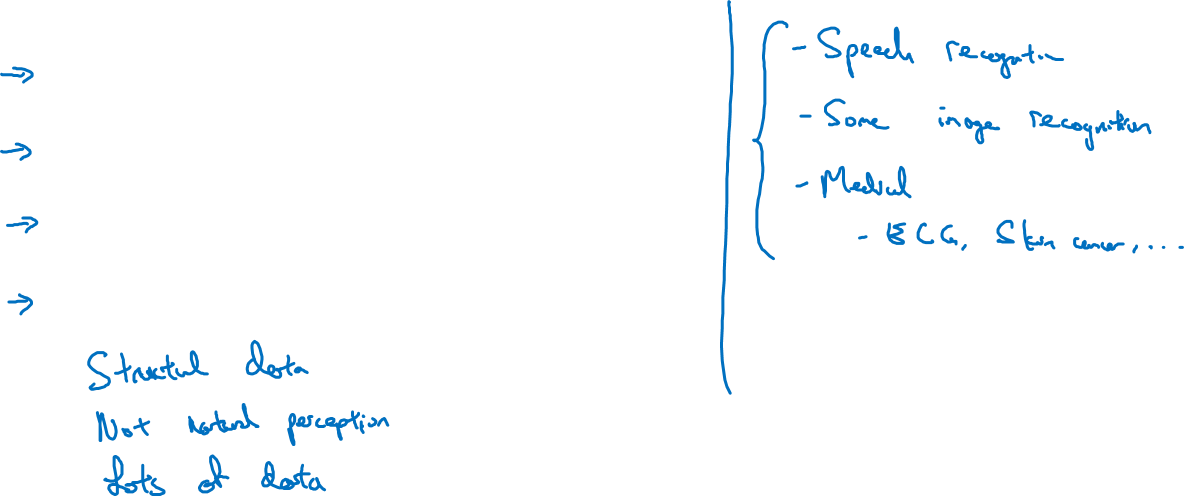 - Speech recognition
- Some image recognition
- Medical
- ECG, Skin cancer, ...
Structured data
Not natural perception
Lots of data